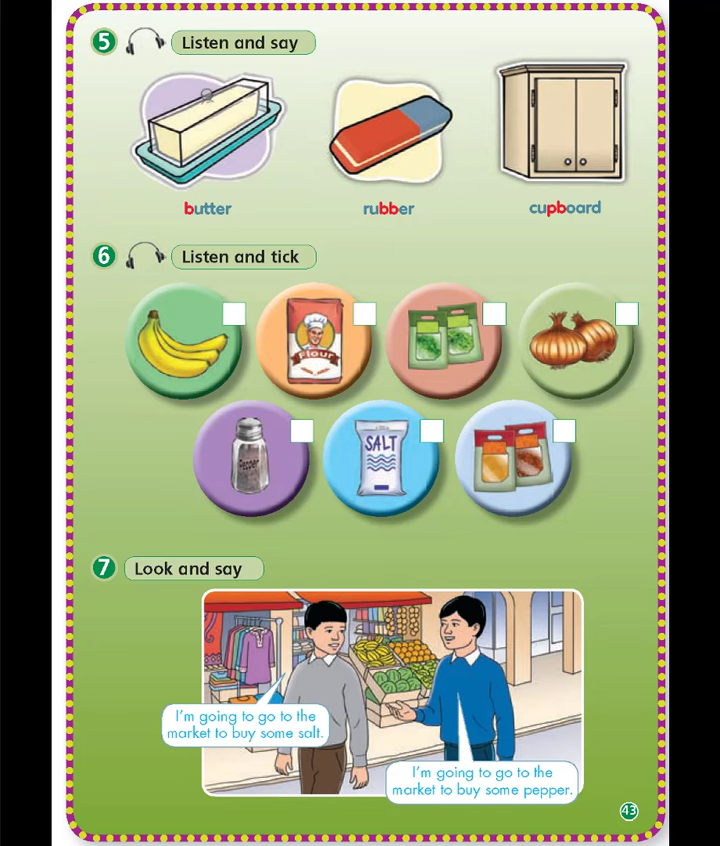 5 Listen and say
butter rubber cupboard
6 Listen and tick
Flour
Pepper
SALT
7 Look and say
I'm going to go to the
market to buy some salt.
I'm going to go to the
market to buy some pepper.
43